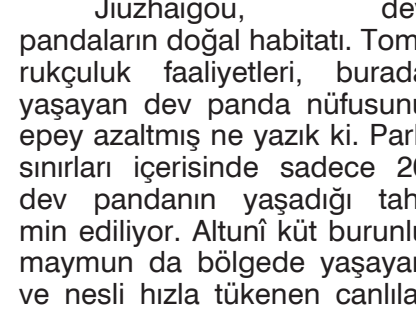 Jiuzhaigou, dev
pandaların doğal habitatı. Tom-
rukçuluk faaliyetleri, burada
yaşayan dev panda nüfusunu
epey azaltmış ne yazık ki. Park
sınırları içerisinde sadece 20
dev pandanın yaşadığı tah-
min ediliyor. Altunî küt burunlu
maymun da bölgede yaşayan
ve nesli hızla tükenen canlılar